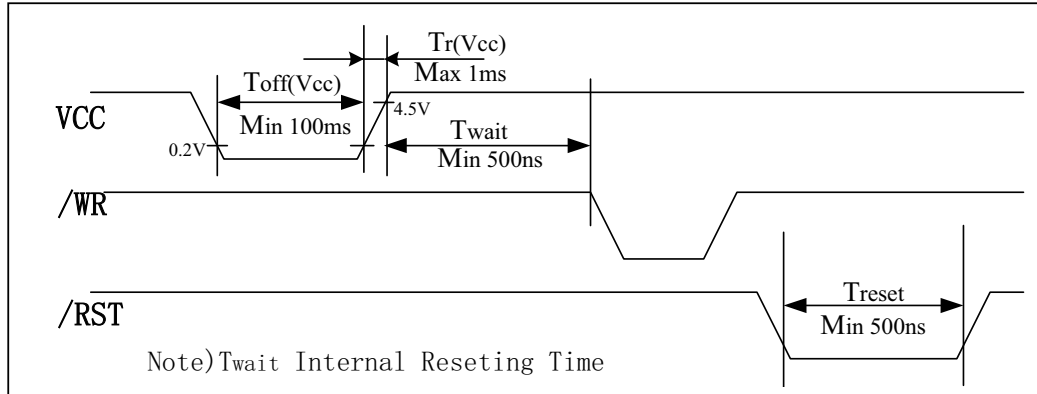 Tr(Vcc)
Max 1ms
Toff(Vcc)
Min 100ms
VCC
4.5V
0.2V
Twait
Min 500ns
/WR
/RST
Treset
Min 500ns
Note)Twait Internal Reseting Time